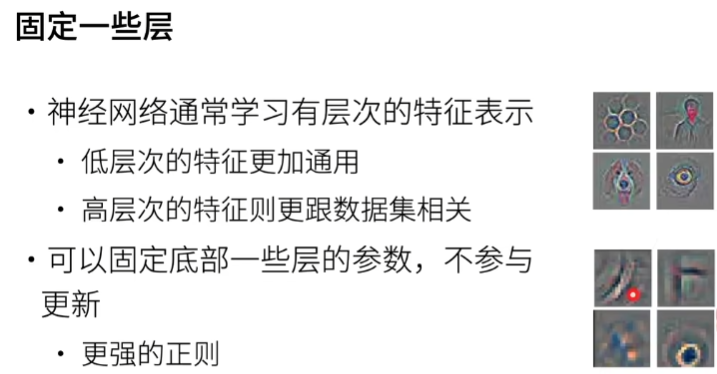 固定一些层
・神经网络通常学习有层次的特征表示
・低层次的特征更加通用
・高层次的特征则更跟数据集相关
・可以固定底部一些层的参数，不参与
更新
・更强的正则